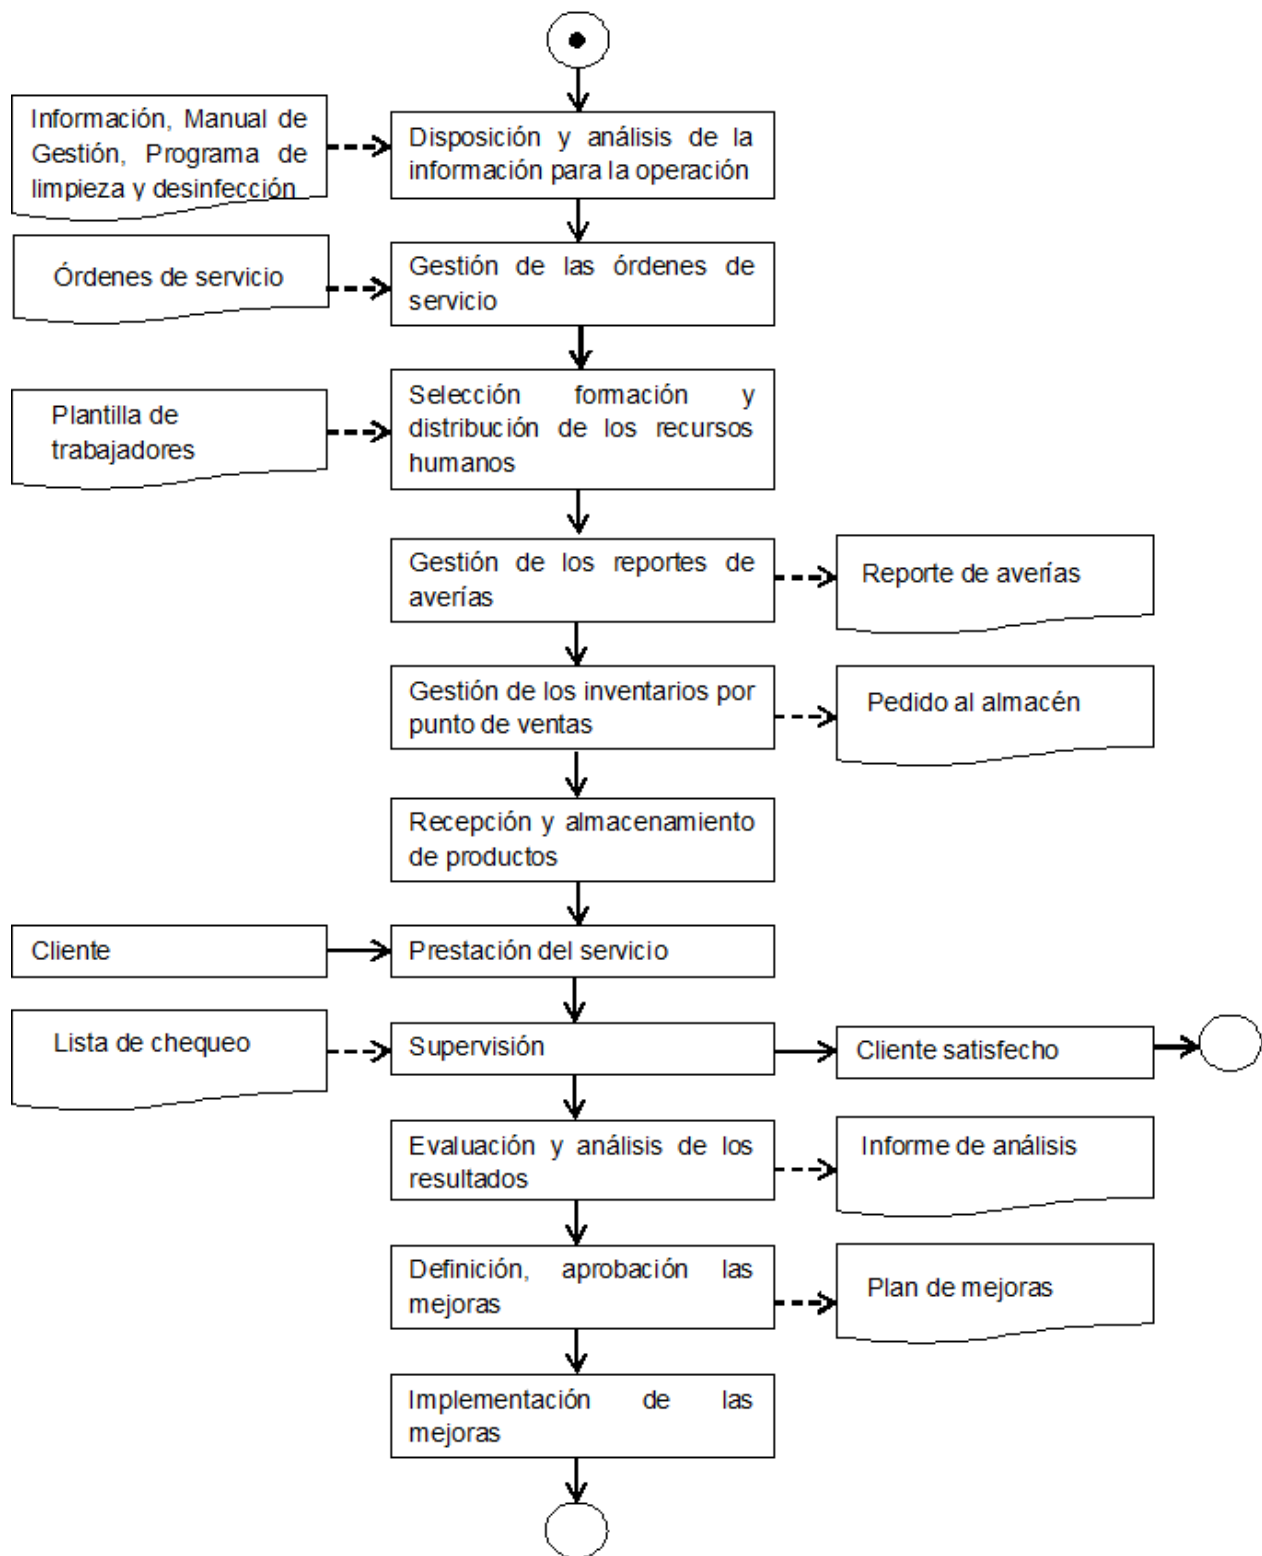 Información, Manual de
Gestión, Programa de
limpieza y desinfección
Disposición y análisis de la
información para la operación
Órdenes de servicio
Gestión de las órdenes de
servicio
Plantilla de
trabajadores
Selección formación y
distribución de los recursos
humanos
Gestión de los reportes de
averías
Reporte de averías
Gestión de los inventarios por
punto de ventas
Pedido al almacén
Recepción y almacenamiento
de productos
Cliente
Prestación del servicio
Lista de chequeo
Supervisión
Cliente satisfecho
Evaluación y análisis de los
resultados
Informe de análisis
Definición, aprobación las
mejoras
Plan de mejoras
Implementación de las
mejoras